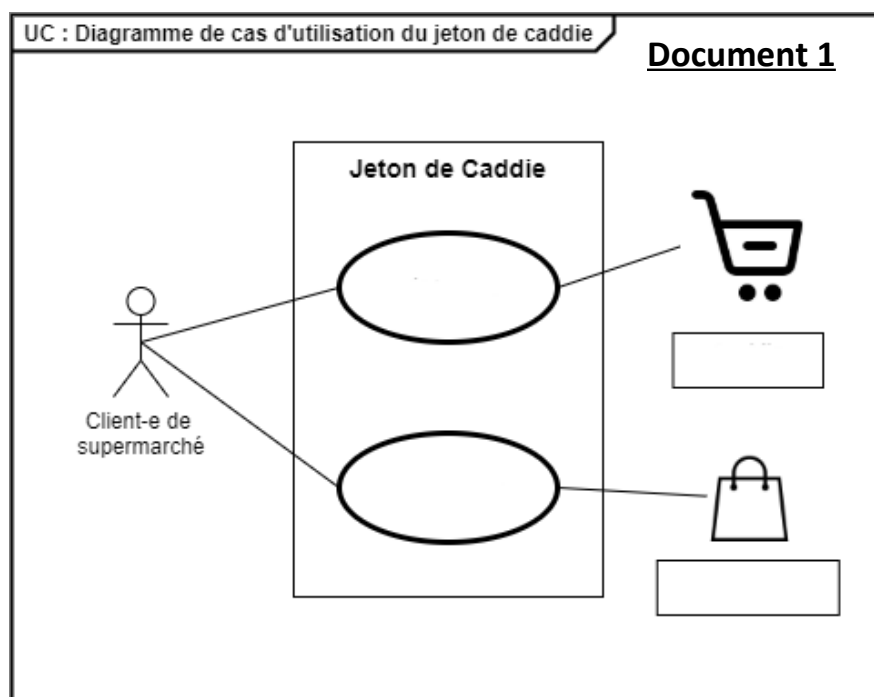 UC : Diagramme de cas d'utilisation du jeton de caddie
Document 1
Jeton de Caddie
Client-e de
supermarché